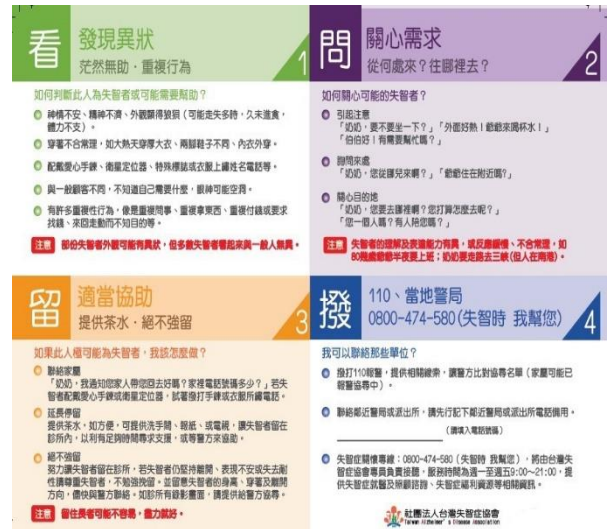 看
發現異狀
茫然無助．重複行為
1
如何判斷此人為失智者或可能需要幫助？
神情不安、精神不濟、外觀顯得狼狽（可能走失多時，久未進食，
體力不支）。
穿著不合常理，如大熱天穿厚大衣、兩腳鞋子不同、內衣外穿。
配戴愛心手鍊、衛星定位器、特殊標誌或衣服上繡姓名電話等。
與一般顧客不同，不知道自己需要什麼，眼神可能空洞。
有許多重複性行為，像是重複問事、重複拿東西、重複付錢或要求
找錢、來回走動而不知目的等。
注意 部份失智者外觀可能有異狀，但多數失智者看起來與一般人無異。
問
關心需求
從何處來？往哪裡去？
2
如何關心可能的失智者？
引起注意
「奶奶，要不要坐一下？」「外面好熱！爺爺來喝杯水！」
「伯伯好！有需要幫忙嗎？」
詢問來處
「奶奶，您從哪兒來啊？」「爺爺住在附近嗎？」
關心目的地
「奶奶，您要去哪裡啊？您打算怎麼去呢？」
「您一個人嗎？有人陪您嗎？」
注意 失智者的理解及表達能力有異，或反應緩慢、不合常理，如
80幾歲爺爺半夜要上班；奶奶要走路去三峽(但人在南港)。
留
適當協助
提供茶水．絕不強留
3
如果此人極可能為失智者，我該怎麼做？
聯絡家屬
「奶奶，我通知您家人帶您回去好嗎？家裡電話號碼多少？」若失
智者配戴愛心手鍊或衛星定位器，試著撥打手鍊或衣服所繡電話。
延長停留
提供茶水，如方便，可提供洗手間、報紙、或電視，讓失智者留在
診所內，以利有足夠時間尋求支援，或等警方來協助。
絕不強留
努力讓失智者留在診所，若失智者仍堅持離開、表現不安或失去耐
性請尊重失智者，不勉強挽留。並留意失智者的身高、穿著及離開
方向，儘快與警方聯絡。如診所有錄影畫面，請提供給警方協尋。
注意 留住長者可能不容易，盡力就好。
撥
110、當地警局
0800-474-580(失智時 我幫您)
4
我可以聯絡那些單位？
撥打110報警，提供相關線索，讓警方比對協尋名單（家屬可能已
報警協尋中）。
聯絡鄰近警局或派出所，請先行記下鄰近警局或派出所電話備用。
（請填入電話號碼）
失智症關懷專線：0800-474-580（失智時 我幫您），將由台灣失
智症協會專員負責接聽，服務時間為週一至週五9:00~21:00，提
供失智症就醫及照顧諮詢、失智症福利資源等相關資訊。
社團法人台灣失智症協會
Taiwan Alzheimer's Disease Association